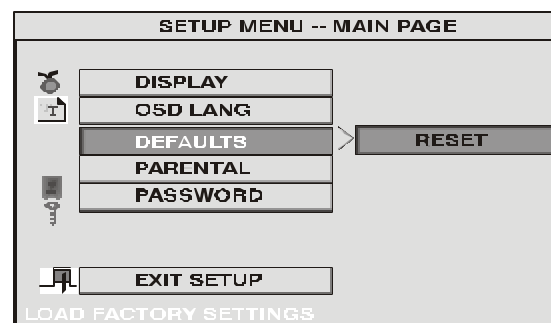 SETUP MENU -- MAIN PAGE
DISPLAY
T
OSD LANG
DEFAULTS
RESET
PARENTAL
PASSWORD
EXIT SETUP
LOAD FACTORY SETTINGS